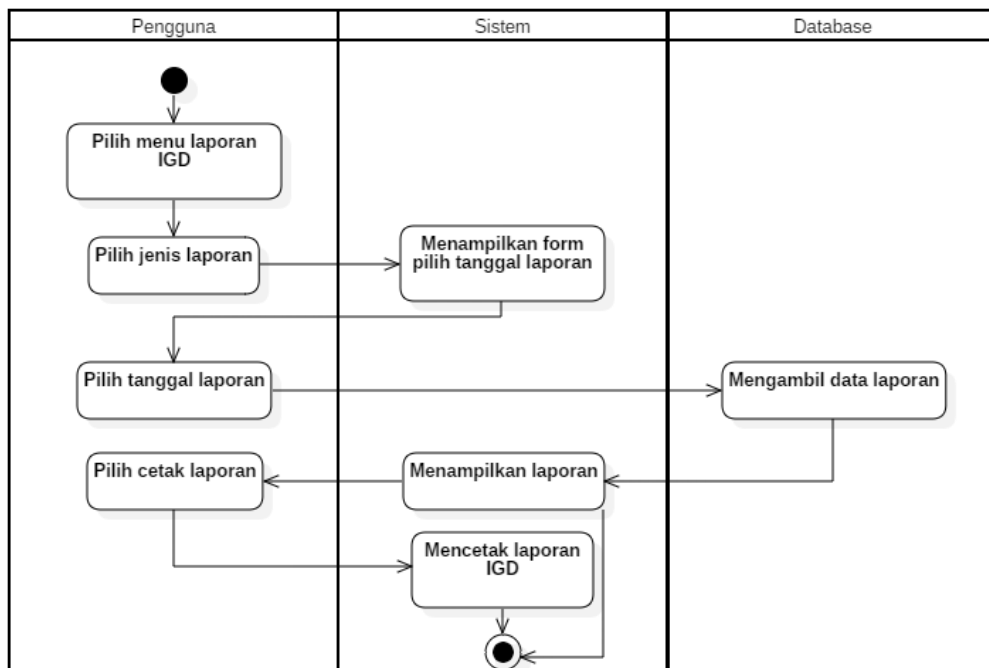 Pengguna
Sistem
Database
Pilih menu laporan
IGD
Pilih jenis laporan
Menampilkan form
pilih tanggal laporan
Pilih tanggal laporan
Mengambil data laporan
Pilih cetak laporan
Menampilkan laporan
Mencetak laporan
IGD